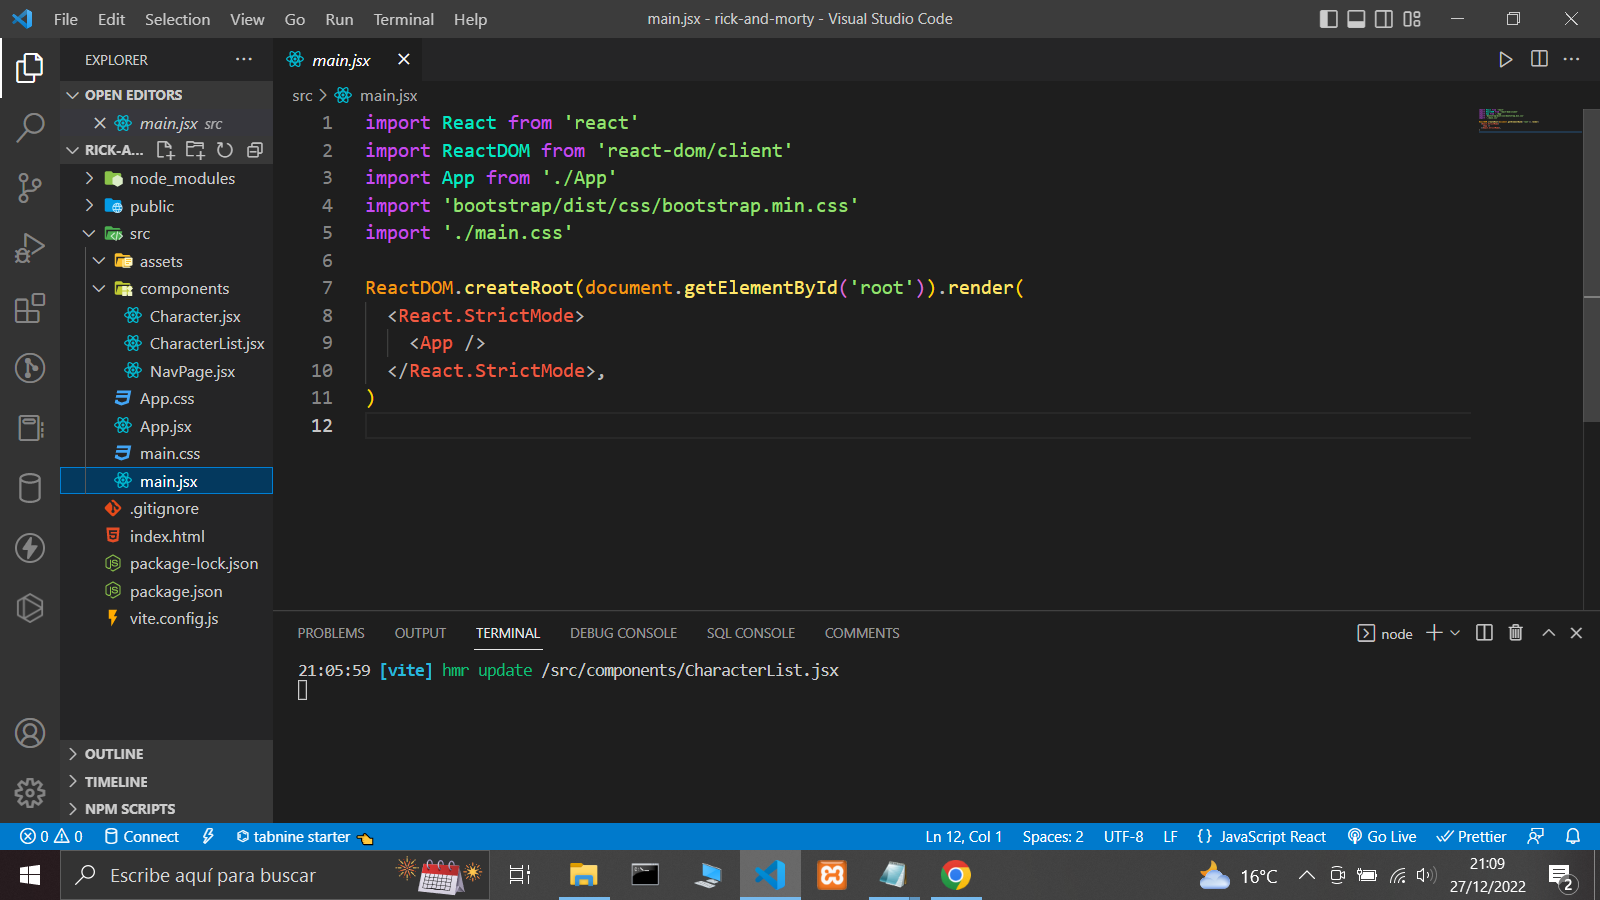 File Edit Selection View Go Run Terminal Help
main.jsx - rick-and-morty - Visual Studio Code
EXPLORER
OPEN EDITORS
main.jsx src
RICK-A...
node_modules
public
src
assets
components
Character.jsx
CharacterList.jsx
NavPage.jsx
App.css
App.jsx
main.css
main.jsx
.gitignore
index.html
package-lock.json
package.json
vite.config.js
OUTLINE
TIMELINE
NPM SCRIPTS
main.jsx
src > main.jsx
1 import React from 'react'
2 import ReactDOM from 'react-dom/client'
3 import App from './App'
4 import 'bootstrap/dist/css/bootstrap.min.css'
5 import './main.css'
6
7 ReactDOM.createRoot(document.getElementById('root')).render(
8 <React.StrictMode>
9 <App />
10 </React.StrictMode>,
11 )
12
PROBLEMS OUTPUT TERMINAL DEBUG CONSOLE SQL CONSOLE COMMENTS
node
21:05:59 [vite] hmr update /src/components/CharacterList.jsx
0 0 Connect tabnine starter
Ln 12, Col 1 Spaces: 2 UTF-8 LF {} JavaScript React Go Live Prettier
Escribe aquí para buscar
16°C
21:09
27/12/2022
2